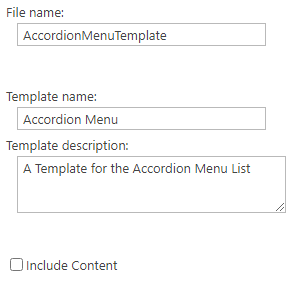 File name:
AccordionMenuTemplate
Template name:
Accordion Menu
Template description:
A Template for the Accordion Menu List
Include Content